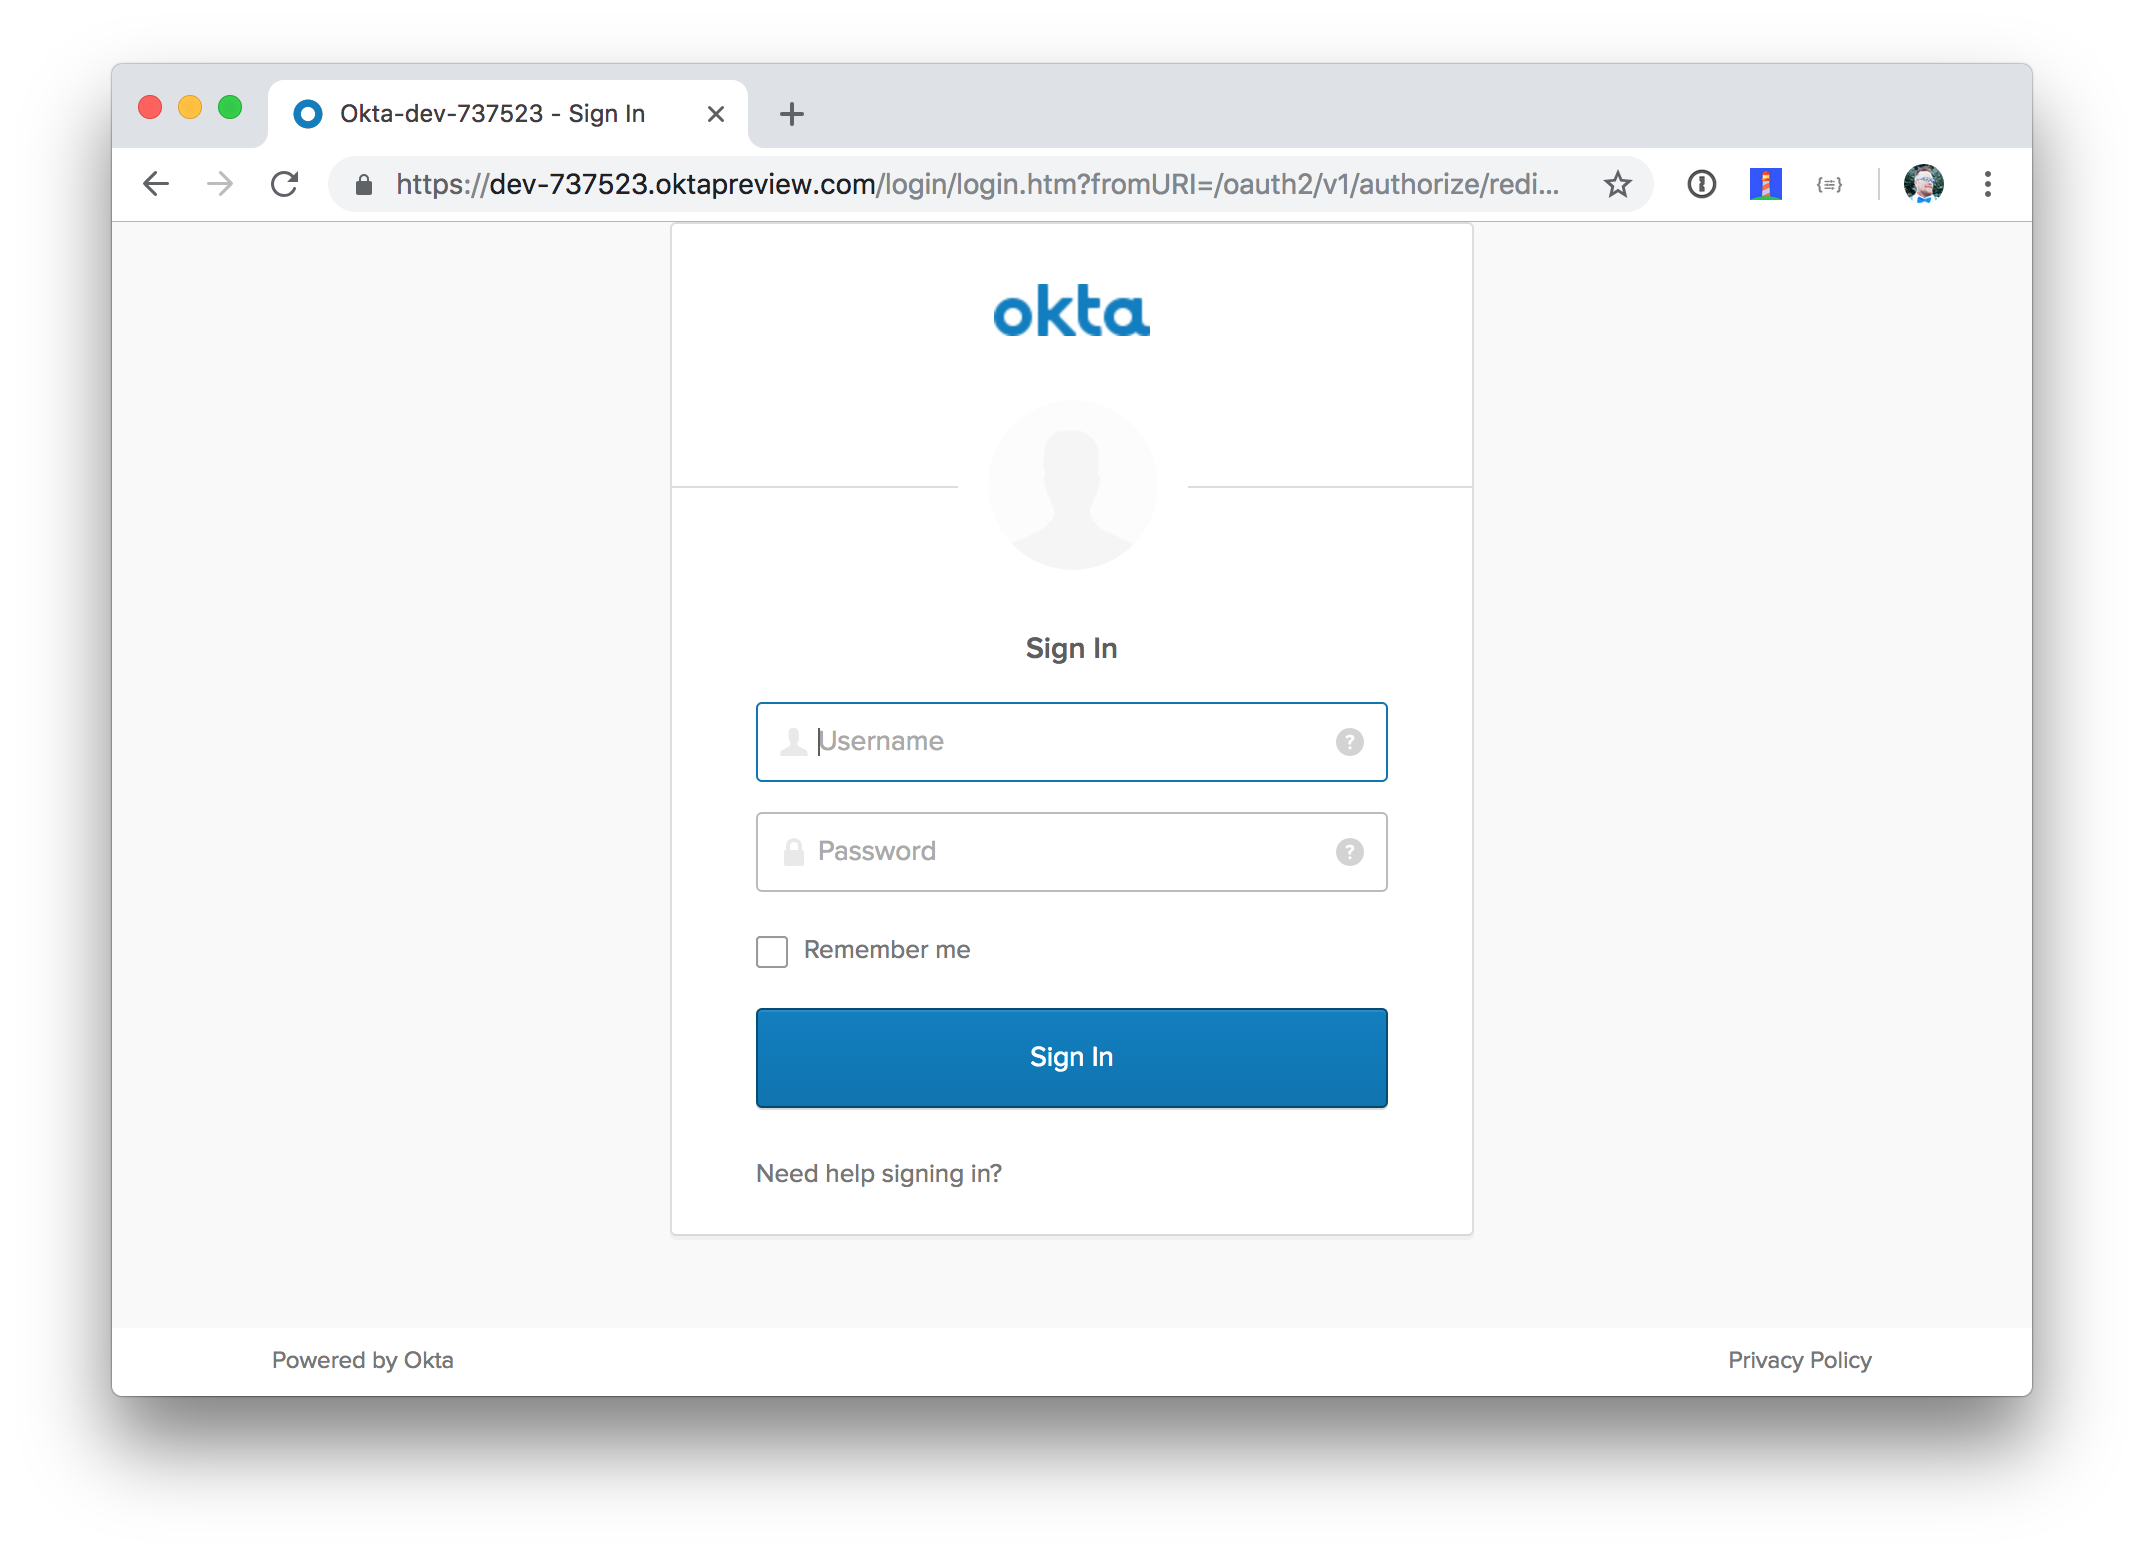 Okta-dev-737523 - Sign In
https://dev-737523.oktapreview.com/login/login.htm?fromURI=/oauth2/v1/authorize/redi...
okta
Sign In
Username
Password
Remember me
Sign In
Need help signing in?
Powered by Okta
Privacy Policy